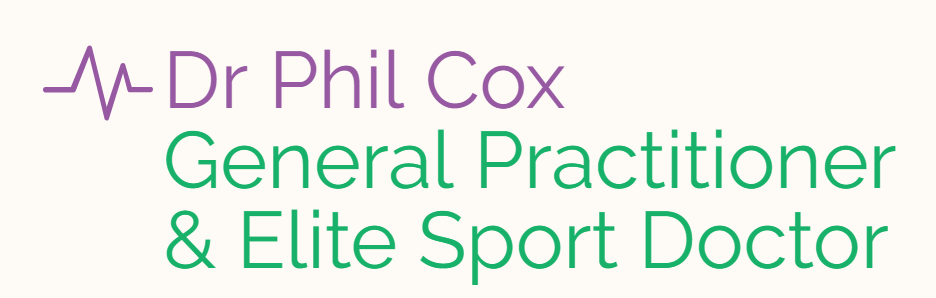 Dr Phil Cox
General Practitioner
& Elite Sport Doctor